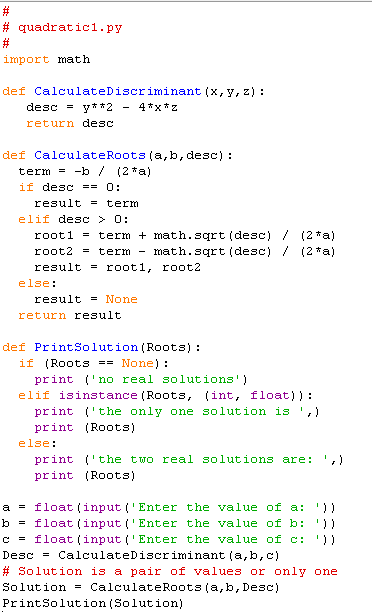 #
# quadratic1.py
#
import math
def CalculateDiscriminant(x,y,z):
desc = y**2 - 4*x*z
return desc
def CalculateRoots(a,b,desc):
term = -b / (2*a)
if desc == 0:
result = term
elif desc > 0:
root1 = term + math.sqrt(desc) / (2*a)
root2 = term - math.sqrt(desc) / (2*a)
result = root1, root2
else:
result = None
return result
def PrintSolution(Roots):
if (Roots == None):
print ('no real solutions')
elif isinstance(Roots, (int, float)):
print ('the only one solution is ',)
print (Roots)
else:
print ('the two real solutions are: ',)
print (Roots)
a = float(input('Enter the value of a: '))
b = float(input('Enter the value of b: '))
c = float(input('Enter the value of c: '))
Desc = CalculateDiscriminant(a,b,c)
# Solution is a pair of values or only one
Solution = CalculateRoots(a,b,Desc)
PrintSolution(Solution)